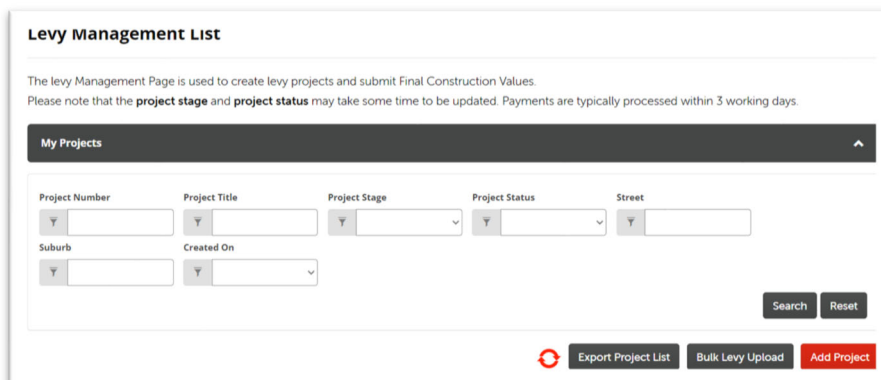 Levy Management List
The levy Management Page is used to create levy projects and submit Final Construction Values.
Please note that the project stage and project status may take some time to be updated. Payments are typically processed within 3 working days.
My Projects
Project Number Project Title Project Stage Project Status Street
Suburb Created On
Search Reset
Export Project List Bulk Levy Upload Add Project